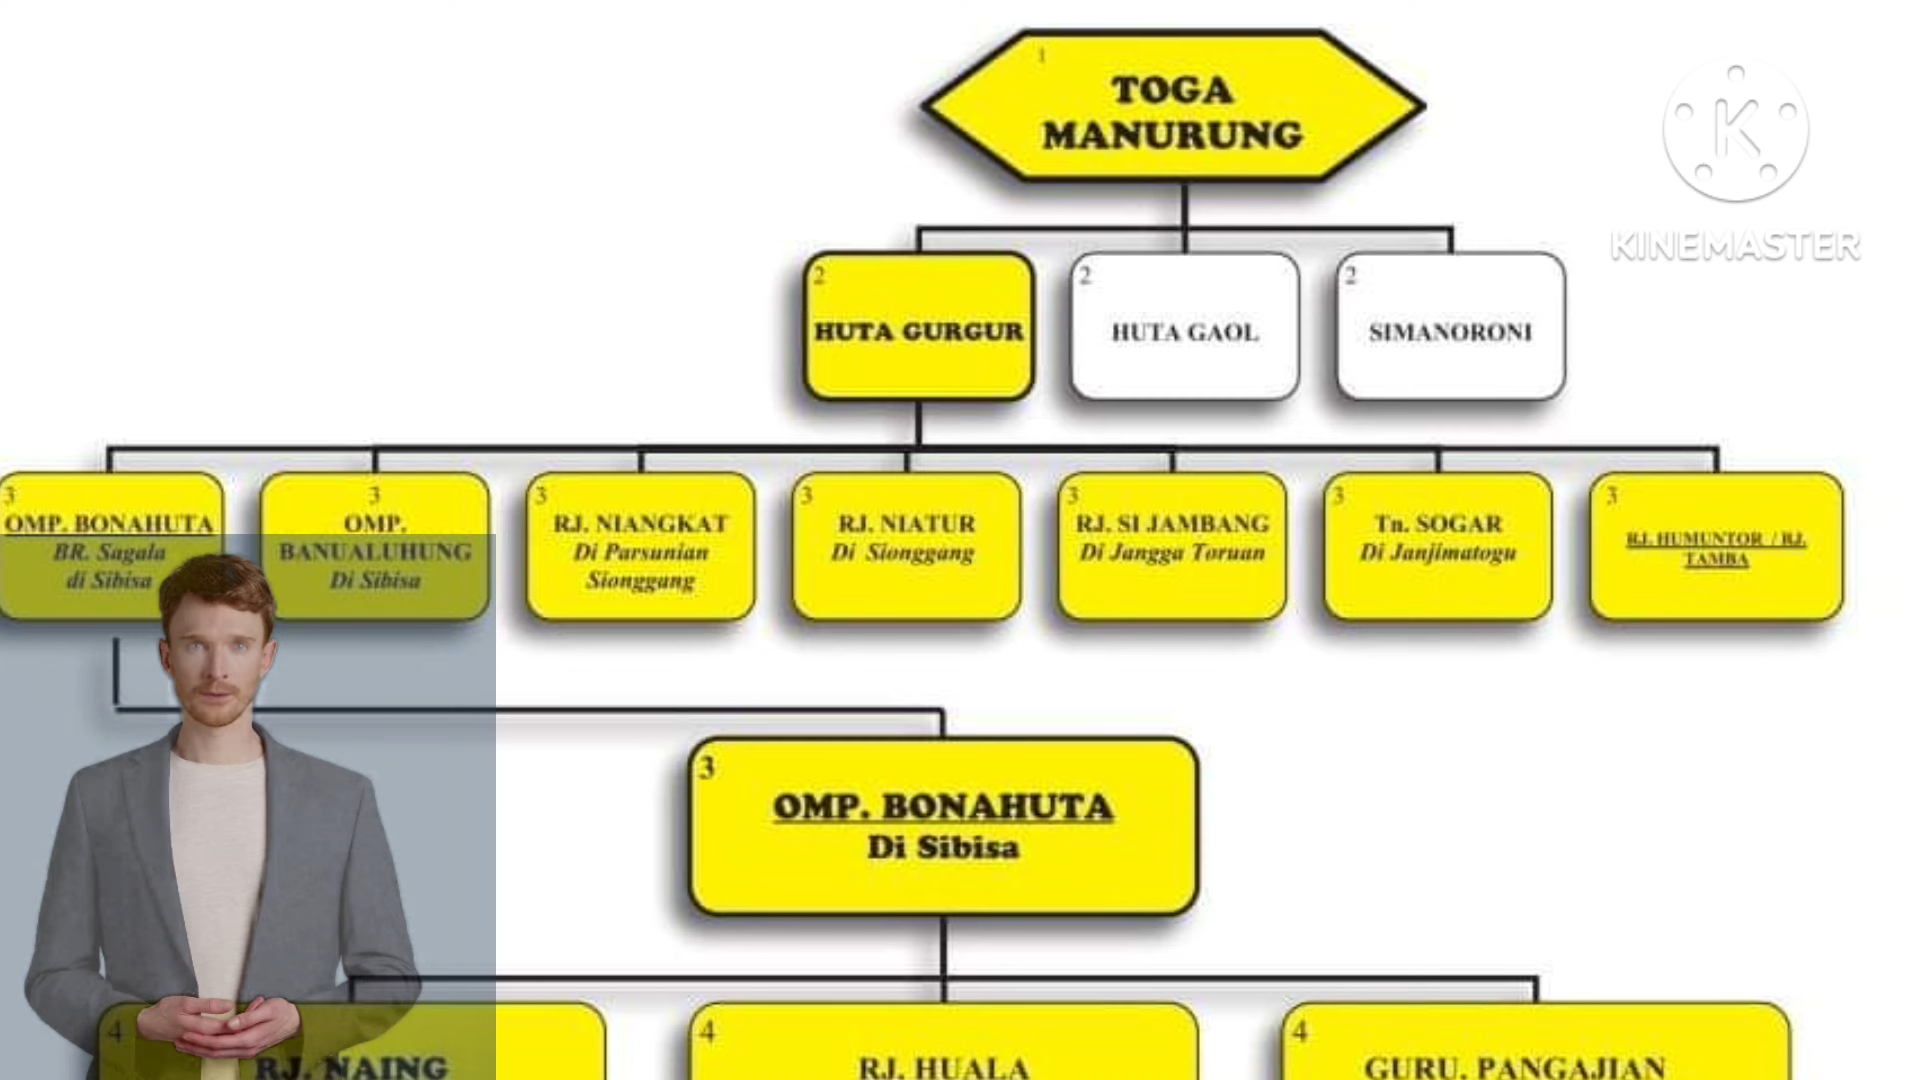 1
TOGA
MANURUNG
K
KINEMASTER
2
HUTA GURGUR
2
HUTA GAOL
2
SIMANORONI
3
OMP. BONAHUTA
BR. Sagala
di Sibisa
3
OMP.
BANUALUHUNG
Di Sibisa
3
RJ. NIANGKAT
Di Parsunian
Sionggang
3
RJ. NIATUR
Di Sionggang
3
RJ. SI JAMBANG
Di Jangga Toruan
3
Tn. SOGAR
Di Janjimatogu
3
RJ. HUMUNTOR / RJ.
TAMBA
3
OMP. BONAHUTA
Di Sibisa
4
RJ. NAING
4
RJ. HUALA
4
GURU. PANGAJIAN